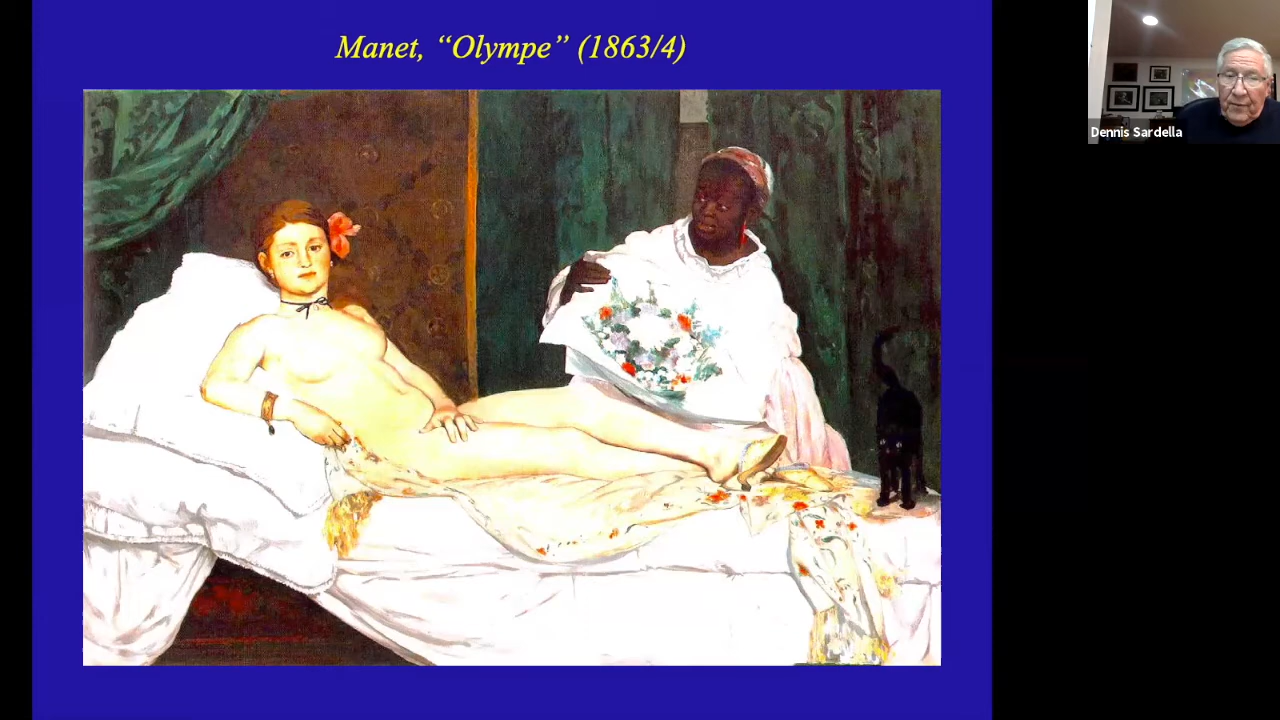 Manet, “Olympe” (1863/4)
Dennis Sardella